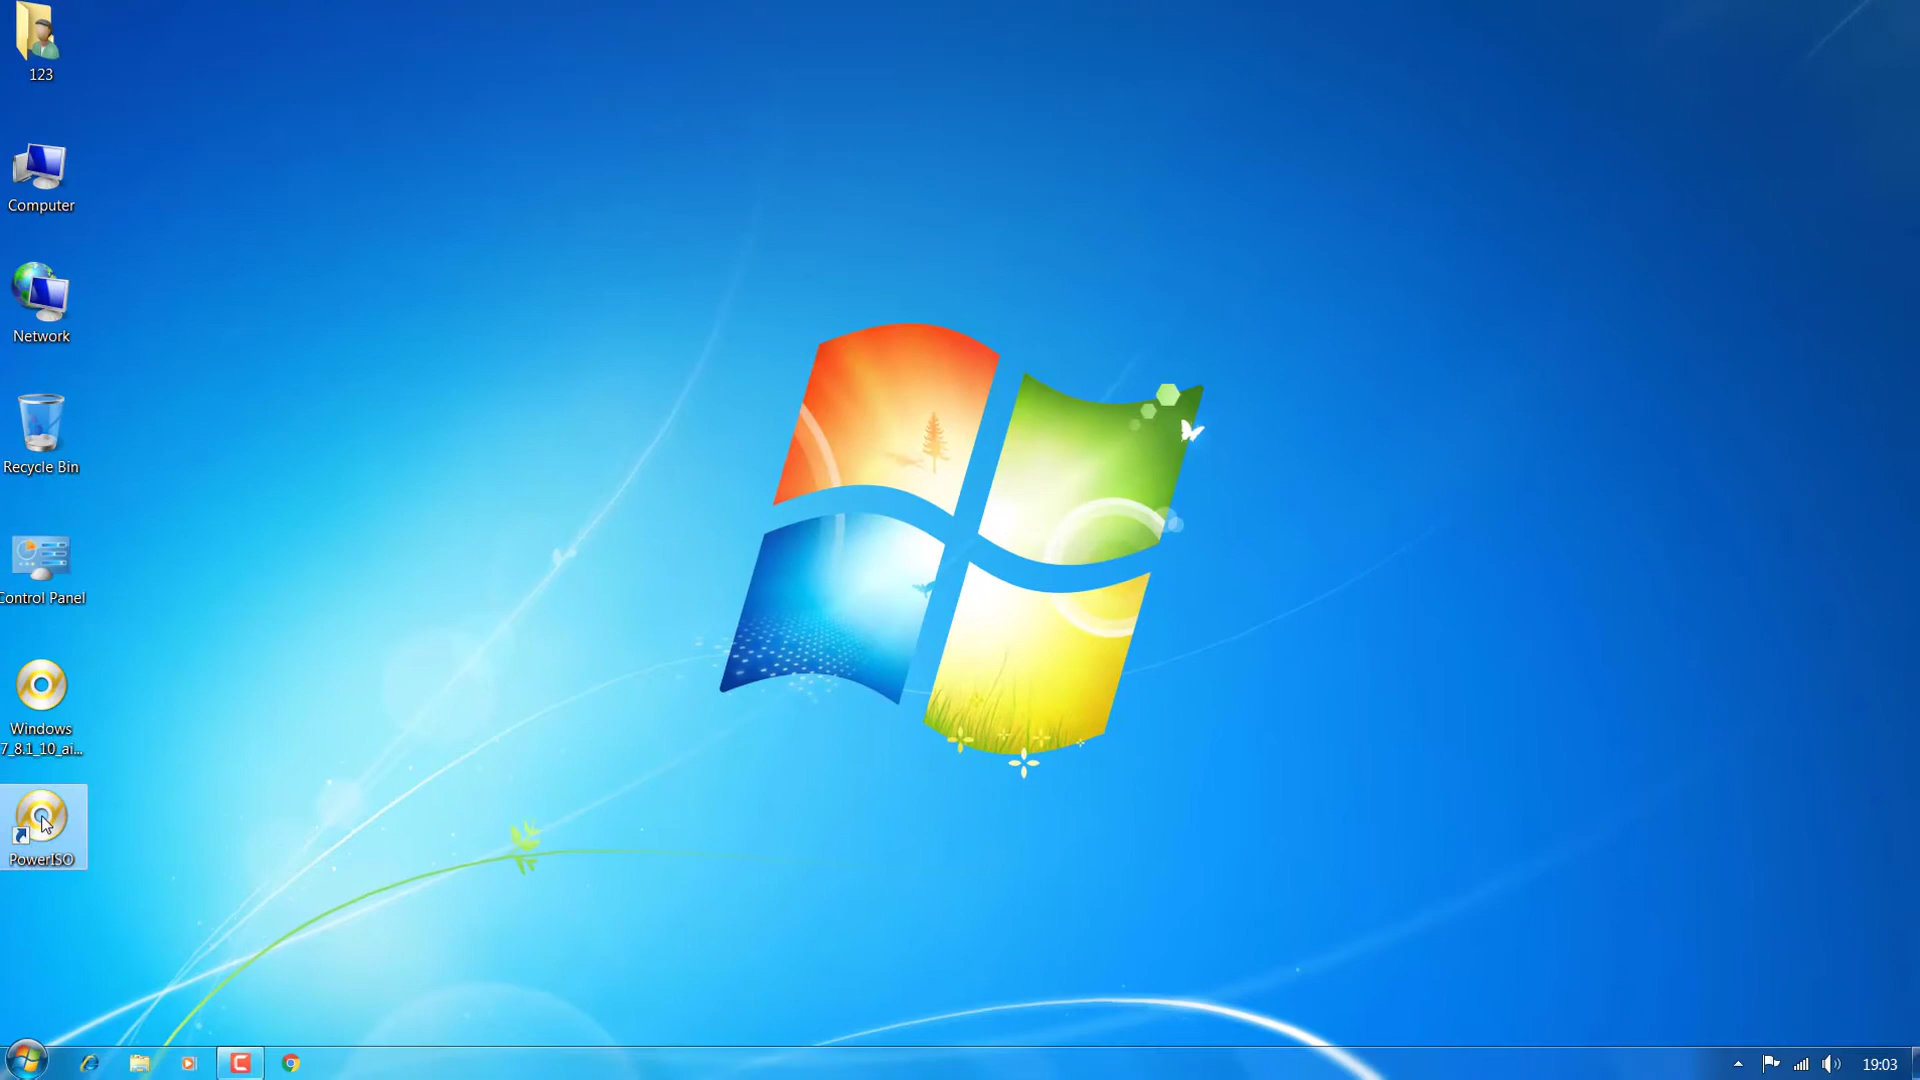 123
Computer
Network
Recycle Bin
Control Panel
Windows
7_8.1_10_ai...
PowerISO
19:03